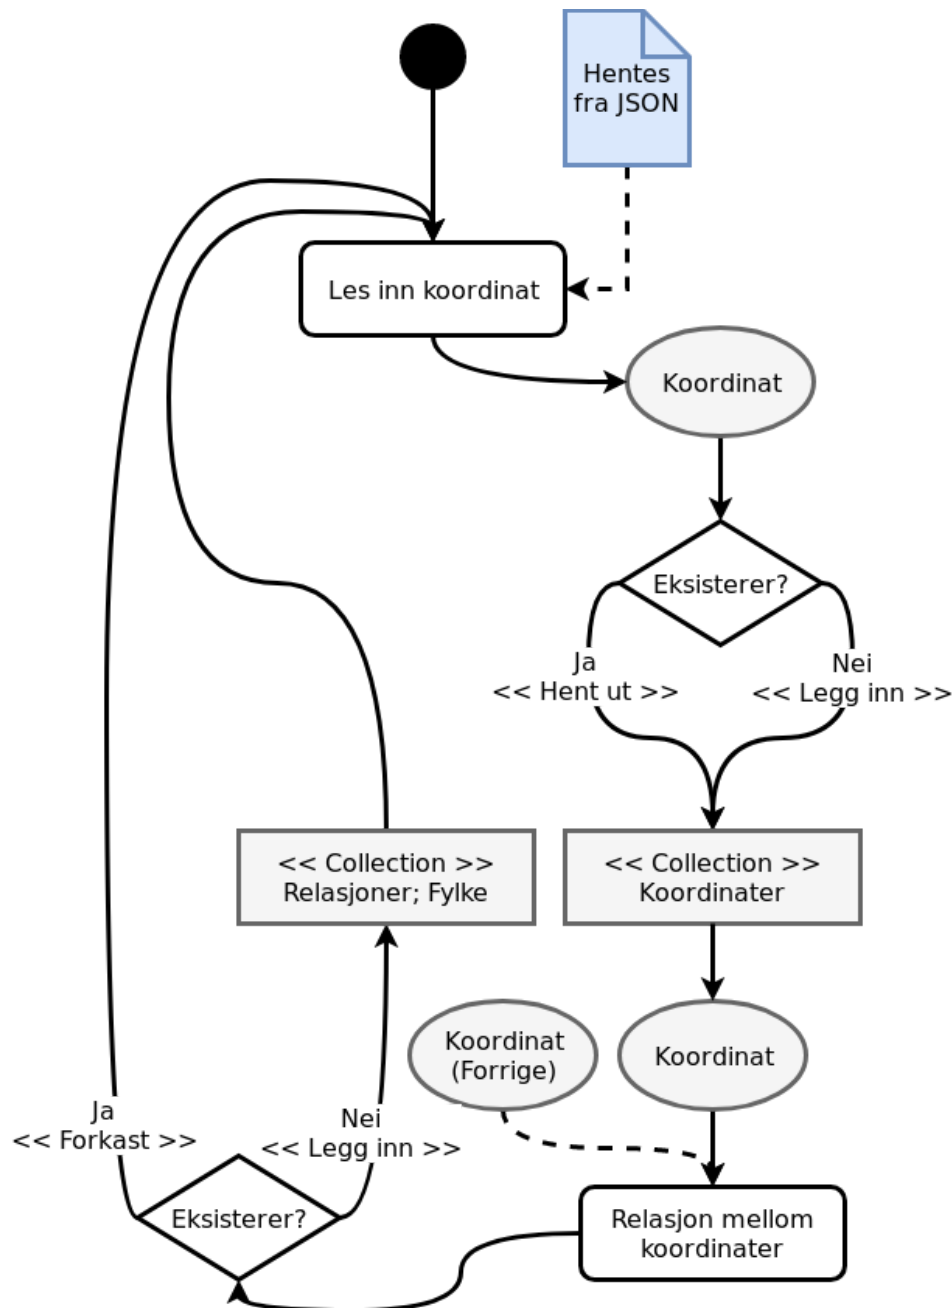 Hentes
fra JSON
Les inn koordinat
Koordinat
Eksisterer?
Ja
<< Hent ut >>
Nei
<< Legg inn >>
<< Collection >>
Relasjoner; Fylke
<< Collection >>
Koordinater
Koordinat
(Forrige)
Koordinat
Ja
<< Forkast >>
Nei
<< Legg inn >>
Eksisterer?
Relasjon mellom
koordinater